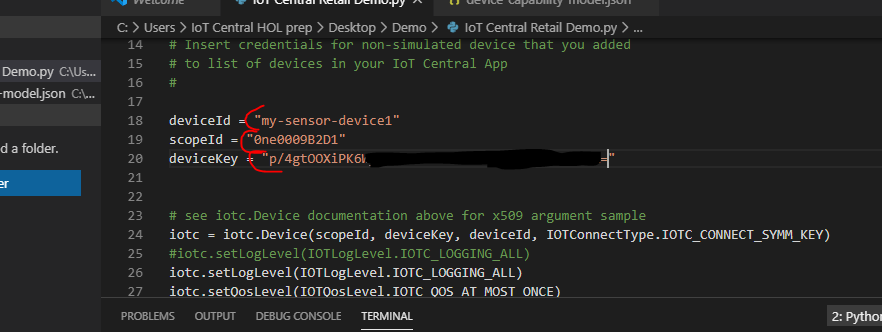 IoT Central Retail Demo.py
device-capability-model.json
C: > Users > IoT Central HOL prep > Desktop > Demo > IoT Central Retail Demo.py > ...
14 # Insert credentials for non-simulated device that you added
15 # to list of devices in your IoT Central App
16 #
17
18 deviceId = "my-sensor-device1"
19 scopeId = "0ne0009B2D1"
20 deviceKey = "p/4gtOOXiPK6 ="
21
22
23 # see iotc.Device documentation above for x509 argument sample
24 iotc = iotc.Device(scopeId, deviceKey, deviceId, IOTConnectType.IOTC_CONNECT_SYMM_KEY)
25 #iotc.setLogLevel(IOTLogLevel.IOTC_LOGGING_ALL)
26 iotc.setLogLevel(IOTLogLevel.IOTC_LOGGING_ALL)
27 iotc.setQosLevel(IOTQosLevel.IOTC_QOS_AT_MOST_ONCE)
Demo.py C:\Us...
-model.json C:\...
d a folder.
er
PROBLEMS OUTPUT DEBUG CONSOLE TERMINAL
2: Python